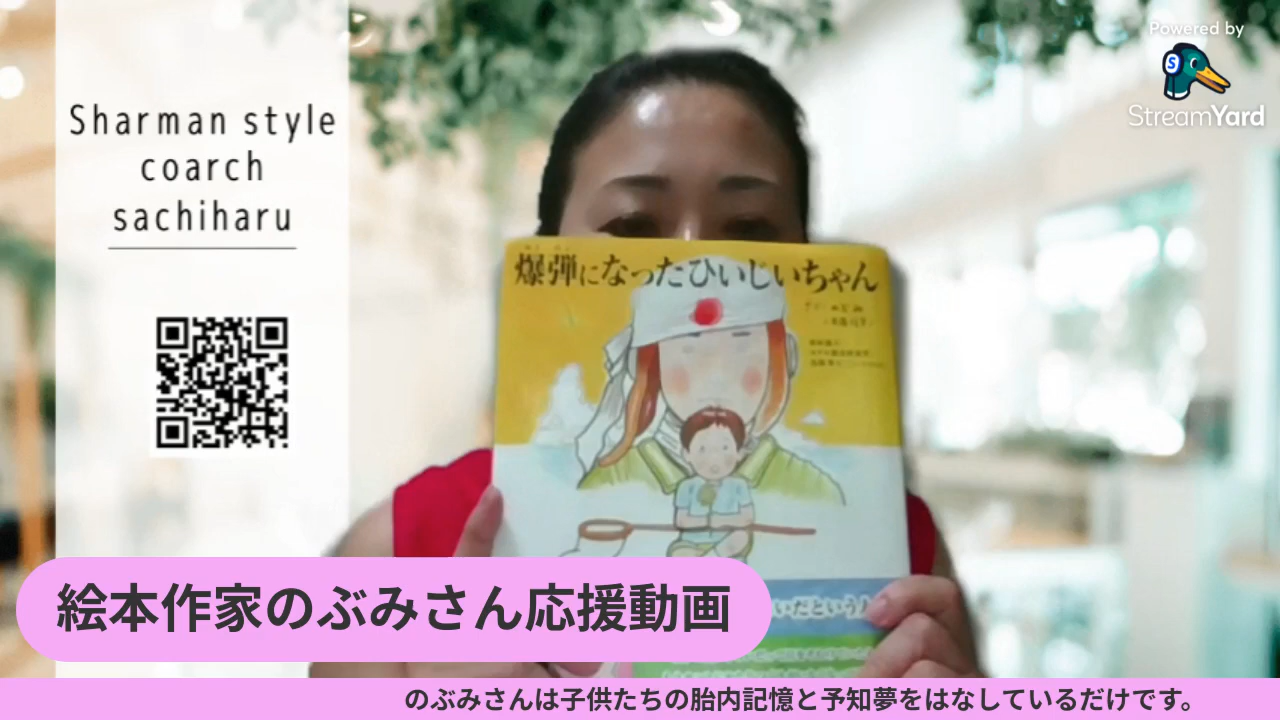 Powered by
StreamYard
Sharman style
coarch
sachiharu
爆弾になったひいじいちゃん
絵本作家のぶみさん応援動画
のぶみさんは子供たちの胎内記憶と予知夢をはなしているだけです。